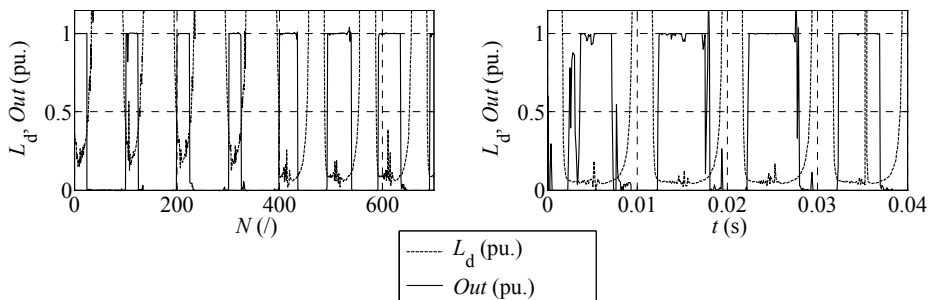 1
0.5
0
0
200
400
600
L_d, Out (pu.)
N (/)
1
0.5
0
0
0.01
0.02
0.03
0.04
L_d, Out (pu.)
t (s)
L_d (pu.)
Out (pu.)